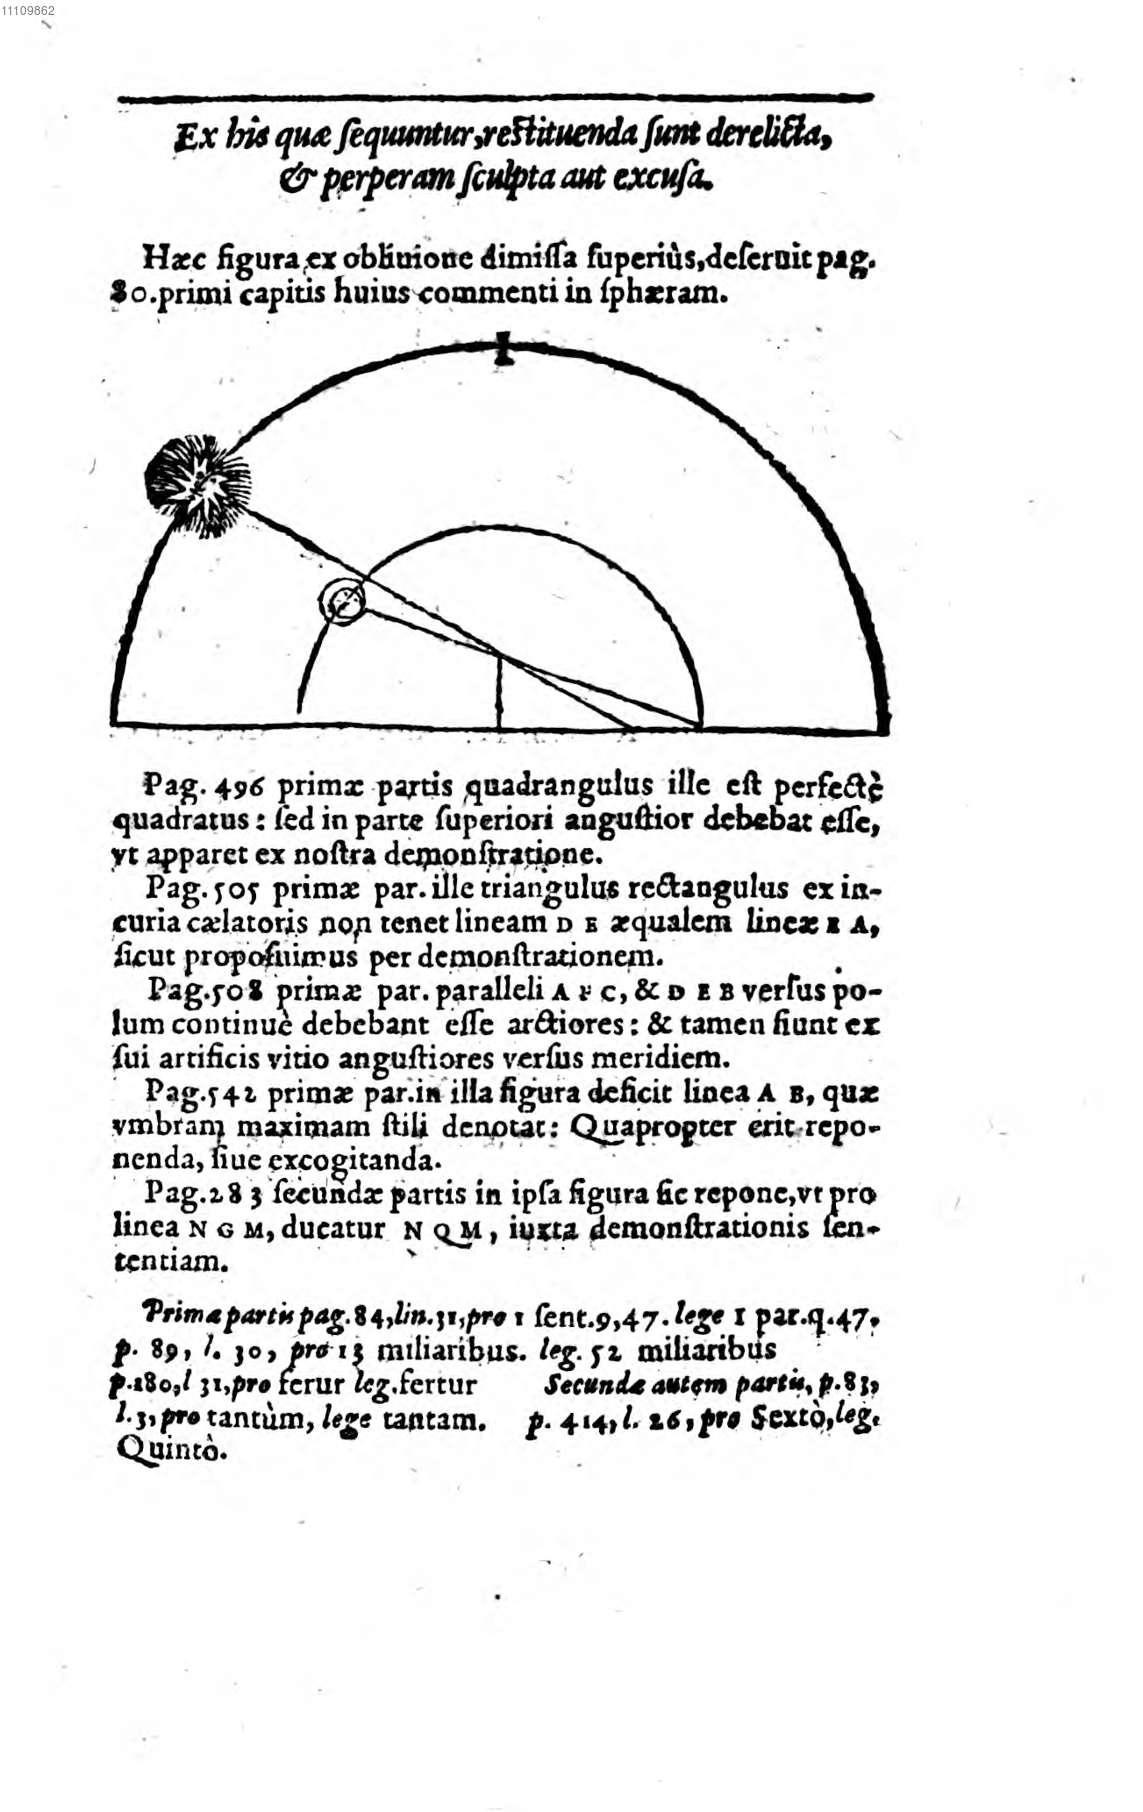 11109862
Ex his quæ ſequuntur, reſtituenda ſunt derelicta,
& perperam ſculpta aut excuſa.
Hæc figura, ex obliuione dimiſſa ſuperiùs, deſeruit pag.
80. primi capitis huius commenti in ſphæram.
Pag. 496 primæ partis quadrangulus ille eſt perfectè
quadratus: ſed in parte ſuperiori anguſtior debebat eſſe,
vt apparet ex noſtra demonſtratione.
Pag. 505 primæ par. ille triangulus rectangulus ex in-
curia cælatoris non tenet lineam D E æqualem lineæ E A,
ſicut propoſuimus per demonſtrationem.
Pag. 508 primæ par. paralleli A F C, & D E B verſus po-
lum continuè debebant eſſe arctiores: & tamen fiunt ex
ſui artificis vitio anguſtiores verſus meridiem.
Pag. 542 primæ par. in illa figura deficit linea A B, quæ
vmbram maximam ſtili denotat: Quapropter erit repo-
nenda, ſiue excogitanda.
Pag. 283 ſecundæ partis in ipſa figura ſic repone, vt pro
linea N G M, ducatur N Q M, iuxta demonſtrationis ſen-
tentiam.
Primæ partis pag. 84, lin. 31, pro 1 ſent. 9, 47. lege 1 par. q. 47.
p. 89, l. 30, pro 13 miliaribus. leg. 52 miliaribus
p. 180, l 31, pro ferur leg. fertur Secundæ autem partis, p. 83,
l. 3, pro tantùm, lege tantam. p. 414, l. 26, pro Sextò, leg.
Quintò.